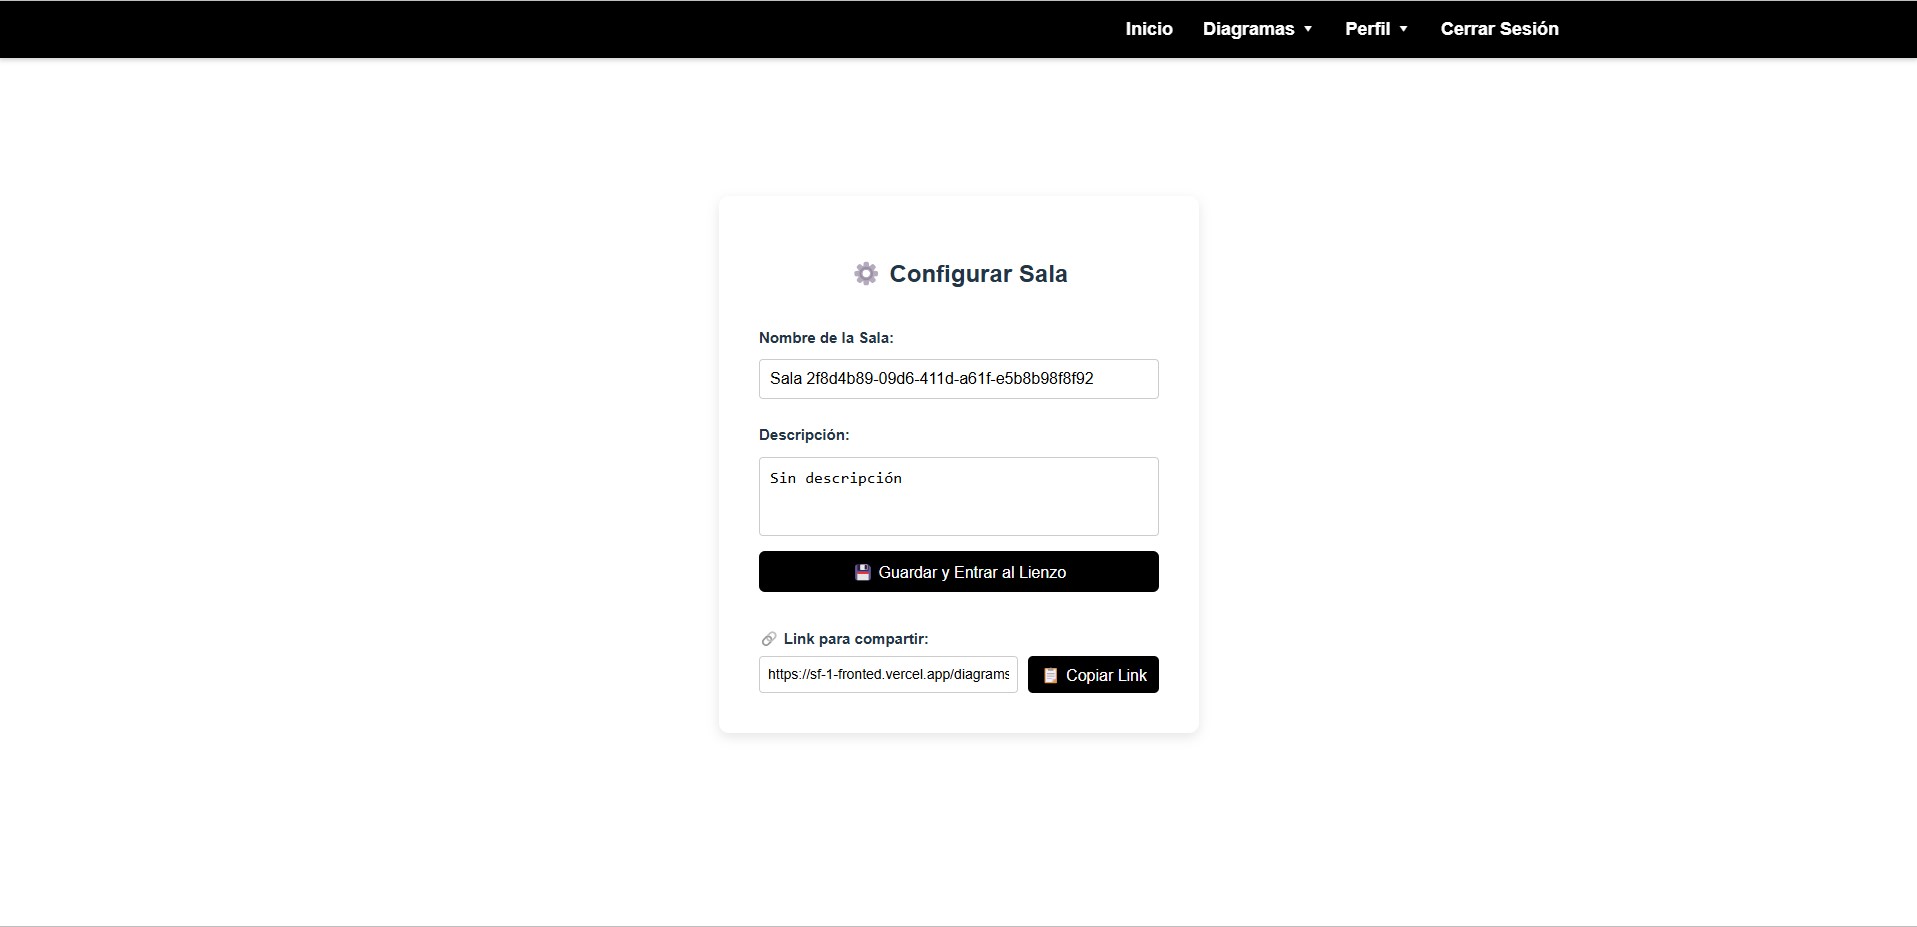 Inicio Diagramas Perfil Cerrar Sesión
Configurar Sala
Nombre de la Sala:
Sala 2f8d4b89-09d6-411d-a61f-e5b8b98f8f92
Descripción:
Sin descripción
Guardar y Entrar al Lienzo
Link para compartir:
https://sf-1-fronted.vercel.app/diagrams
Copiar Link